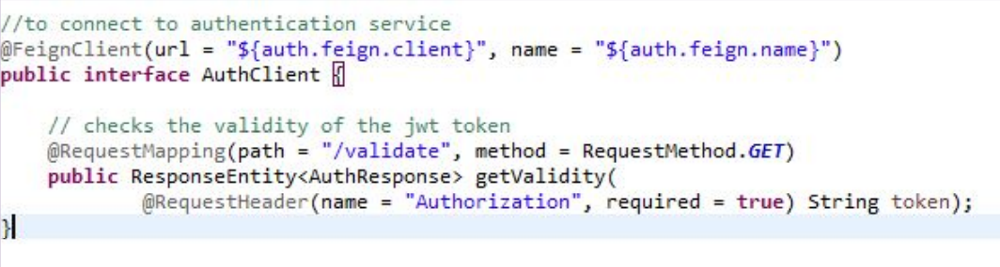 //to connect to authentication service
@FeignClient(url = "${auth.feign.client}", name = "${auth.feign.name}")
public interface AuthClient {
// checks the validity of the jwt token
@RequestMapping(path = "/validate", method = RequestMethod.GET)
public ResponseEntity<AuthResponse> getValidity(
@RequestHeader(name = "Authorization", required = true) String token);
}